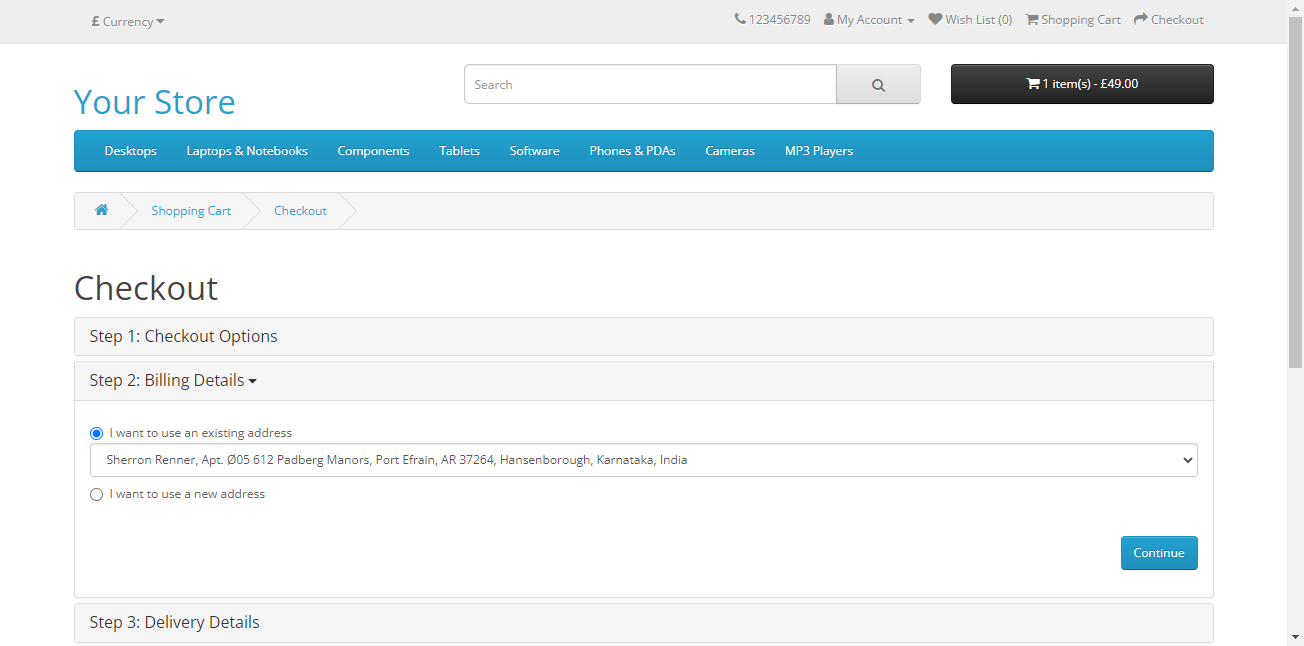 £ Currency
123456789 My Account Wish List (0) Shopping Cart Checkout
Your Store
Search
1 item(s) - £49.00
Desktops Laptops & Notebooks Components Tablets Software Phones & PDAs Cameras MP3 Players
Shopping Cart Checkout
Checkout
Step 1: Checkout Options
Step 2: Billing Details
I want to use an existing address
Sherron Renner, Apt. Ø05 612 Padberg Manors, Port Efrain, AR 37264, Hansenborough, Karnataka, India
I want to use a new address
Continue
Step 3: Delivery Details